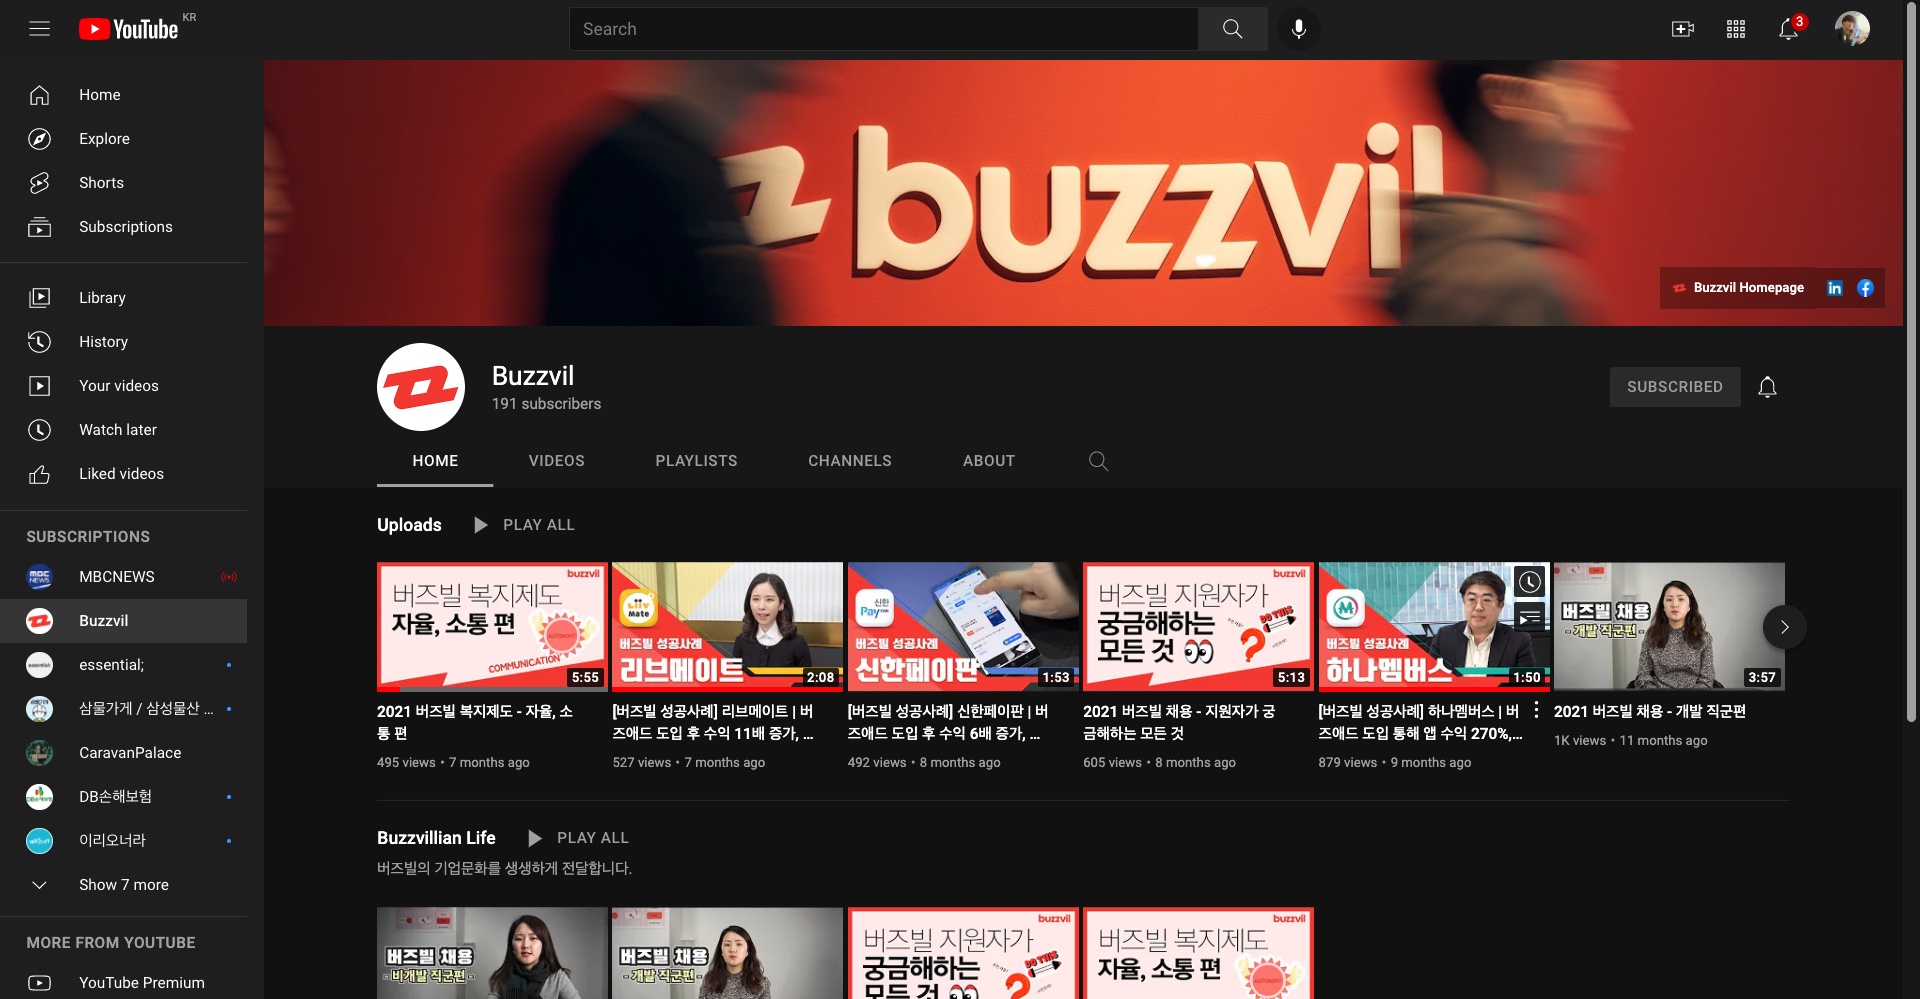 YouTube KR
Search
3
Home
Explore
Shorts
Subscriptions
Library
History
Your videos
Watch later
Liked videos
SUBSCRIPTIONS
MBCNEWS
Buzzvil
essential;
삼물가게 / 삼성물산 ...
CaravanPalace
DB손해보험
이리오너라
Show 7 more
MORE FROM YOUTUBE
YouTube Premium
buzzvil
Buzzvil Homepage
Buzzvil
191 subscribers
SUBSCRIBED
HOME VIDEOS PLAYLISTS CHANNELS ABOUT
Uploads PLAY ALL
buzzvil
버즈빌 복지제도
자율, 소통 편
AUTONOMY
COMMUNICATION
5:55
2021 버즈빌 복지제도 - 자율, 소
통 편
495 views • 7 months ago
Liiv
Mate
버즈빌 성공사례
리브메이트
2:08
[버즈빌 성공사례] 리브메이트 | 버
즈애드 도입 후 수익 11배 증가, ...
527 views • 7 months ago
신한
Pay
버즈빌 성공사례
신한페이판
1:53
[버즈빌 성공사례] 신한페이판 | 버
즈애드 도입 후 수익 6배 증가, ...
492 views • 8 months ago
buzzvil
버즈빌 지원자가
궁금해하는
모든 것
DO THIS
5:13
2021 버즈빌 채용 - 지원자가 궁
금해하는 모든 것
605 views • 8 months ago
버즈빌 성공사례
하나멤버스
1:50
[버즈빌 성공사례] 하나멤버스 | 버
즈애드 도입 통해 앱 수익 270%,...
879 views • 9 months ago
버즈빌 채용
- 개발 직군편 -
3:57
2021 버즈빌 채용 - 개발 직군편
1K views • 11 months ago
Buzzvillian Life PLAY ALL
버즈빌의 기업문화를 생생하게 전달합니다.
버즈빌 채용
- 비개발 직군편 -
버즈빌 채용
- 개발 직군편 -
buzzvil
버즈빌 지원자가
궁금해하는
모든 것
DO THIS
buzzvil
버즈빌 복지제도
자율, 소통 편
AUTONOMY